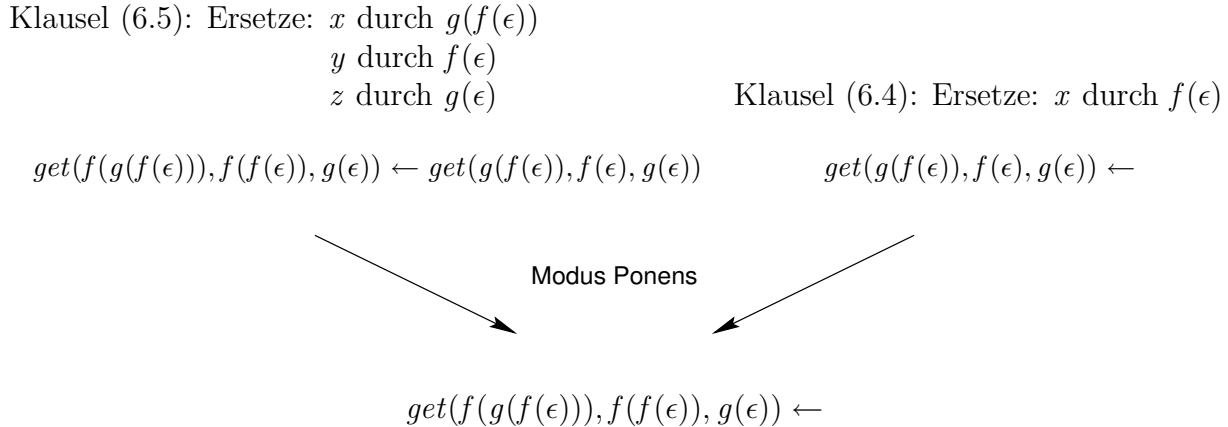 Klausel (6.5): Ersetze: x durch g(f(ϵ))
y durch f(ϵ)
z durch g(ϵ)
Klausel (6.4): Ersetze: x durch f(ϵ)
get(f(g(f(ϵ))), f(f(ϵ)), g(ϵ)) ← get(g(f(ϵ)), f(ϵ), g(ϵ))
get(g(f(ϵ)), f(ϵ), g(ϵ)) ←
Modus Ponens
get(f(g(f(ϵ))), f(f(ϵ)), g(ϵ)) ←